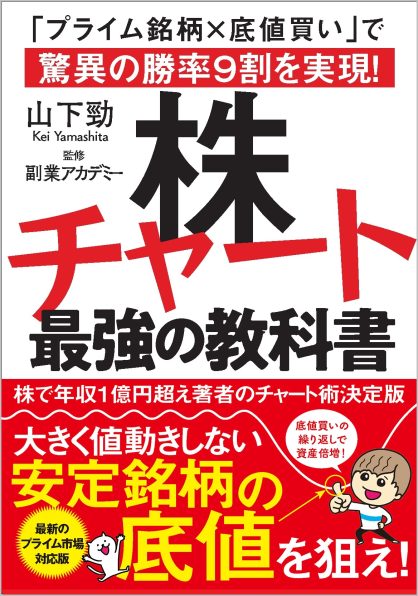 「プライム銘柄×底値買い」で
驚異の勝率9割を実現!
山下勁
Kei Yamashita
監修
副業アカデミー
株
チャート
最強の教科書
株で年収1億円超え著者のチャート術決定版
大きく値動きしない
安定銘柄の
底値を狙え!
底値買いの
繰り返しで
資産倍増!
最新の
プライム市場
対応版